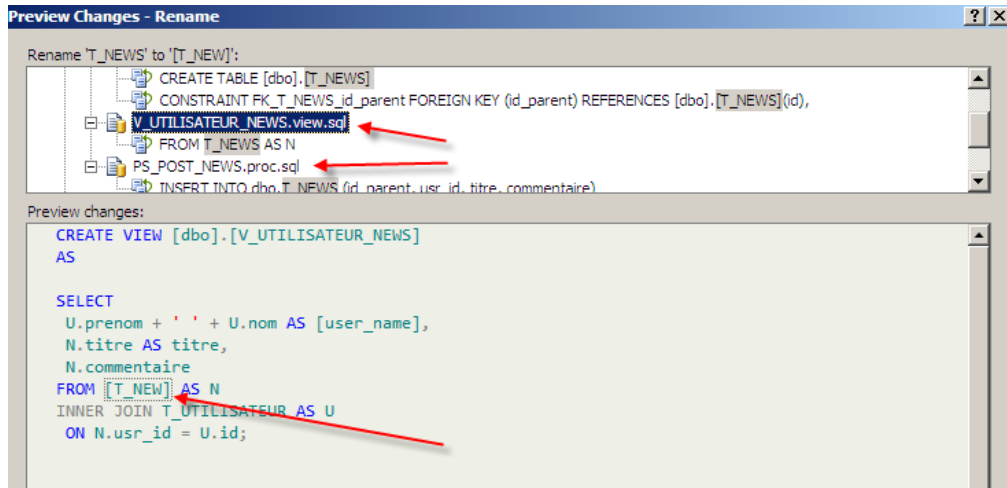 Preview Changes - Rename
Rename 'T_NEWS' to '[T_NEW]':
CREATE TABLE [dbo].[T_NEWS]
CONSTRAINT FK_T_NEWS_id_parent FOREIGN KEY (id_parent) REFERENCES [dbo].[T_NEWS](id),
V_UTILISATEUR_NEWS.view.sql
FROM T_NEWS AS N
PS_POST_NEWS.proc.sql
INSERT INTO dbo.T_NEWS (id_parent, usr_id, titre, commentaire)
Preview changes:
CREATE VIEW [dbo].[V_UTILISATEUR_NEWS]
AS
SELECT
U.prenom + ' ' + U.nom AS [user_name],
N.titre AS titre,
N.commentaire
FROM [T_NEW] AS N
INNER JOIN T_UTILISATEUR AS U
ON N.usr_id = U.id;